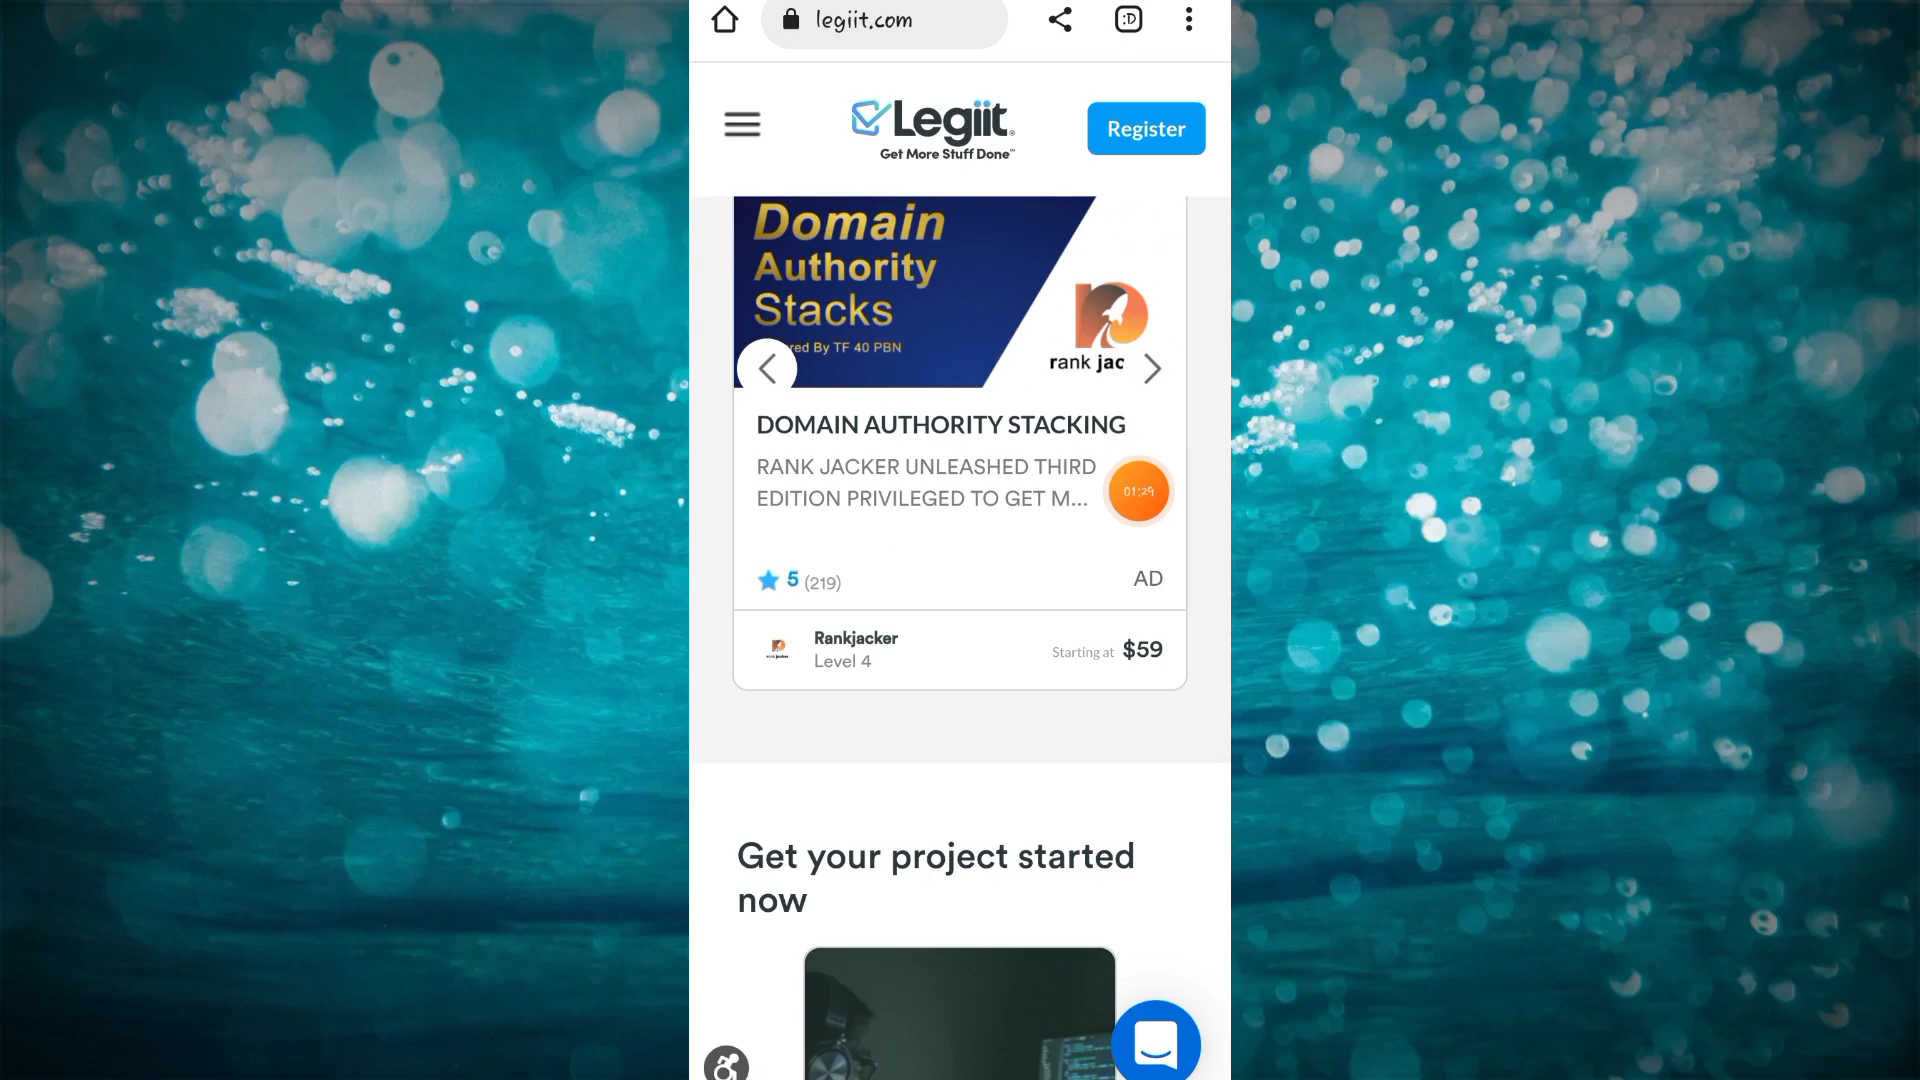 legiit.com
:D
Legiit®
Get More Stuff Done™
Register
Domain
Authority
Stacks
red By TF 40 PBN
rank jac
DOMAIN AUTHORITY STACKING
RANK JACKER UNLEASHED THIRD
EDITION PRIVILEGED TO GET M...
01:29
5 (219)
AD
Rankjacker
Level 4
Starting at $59
Get your project started
now